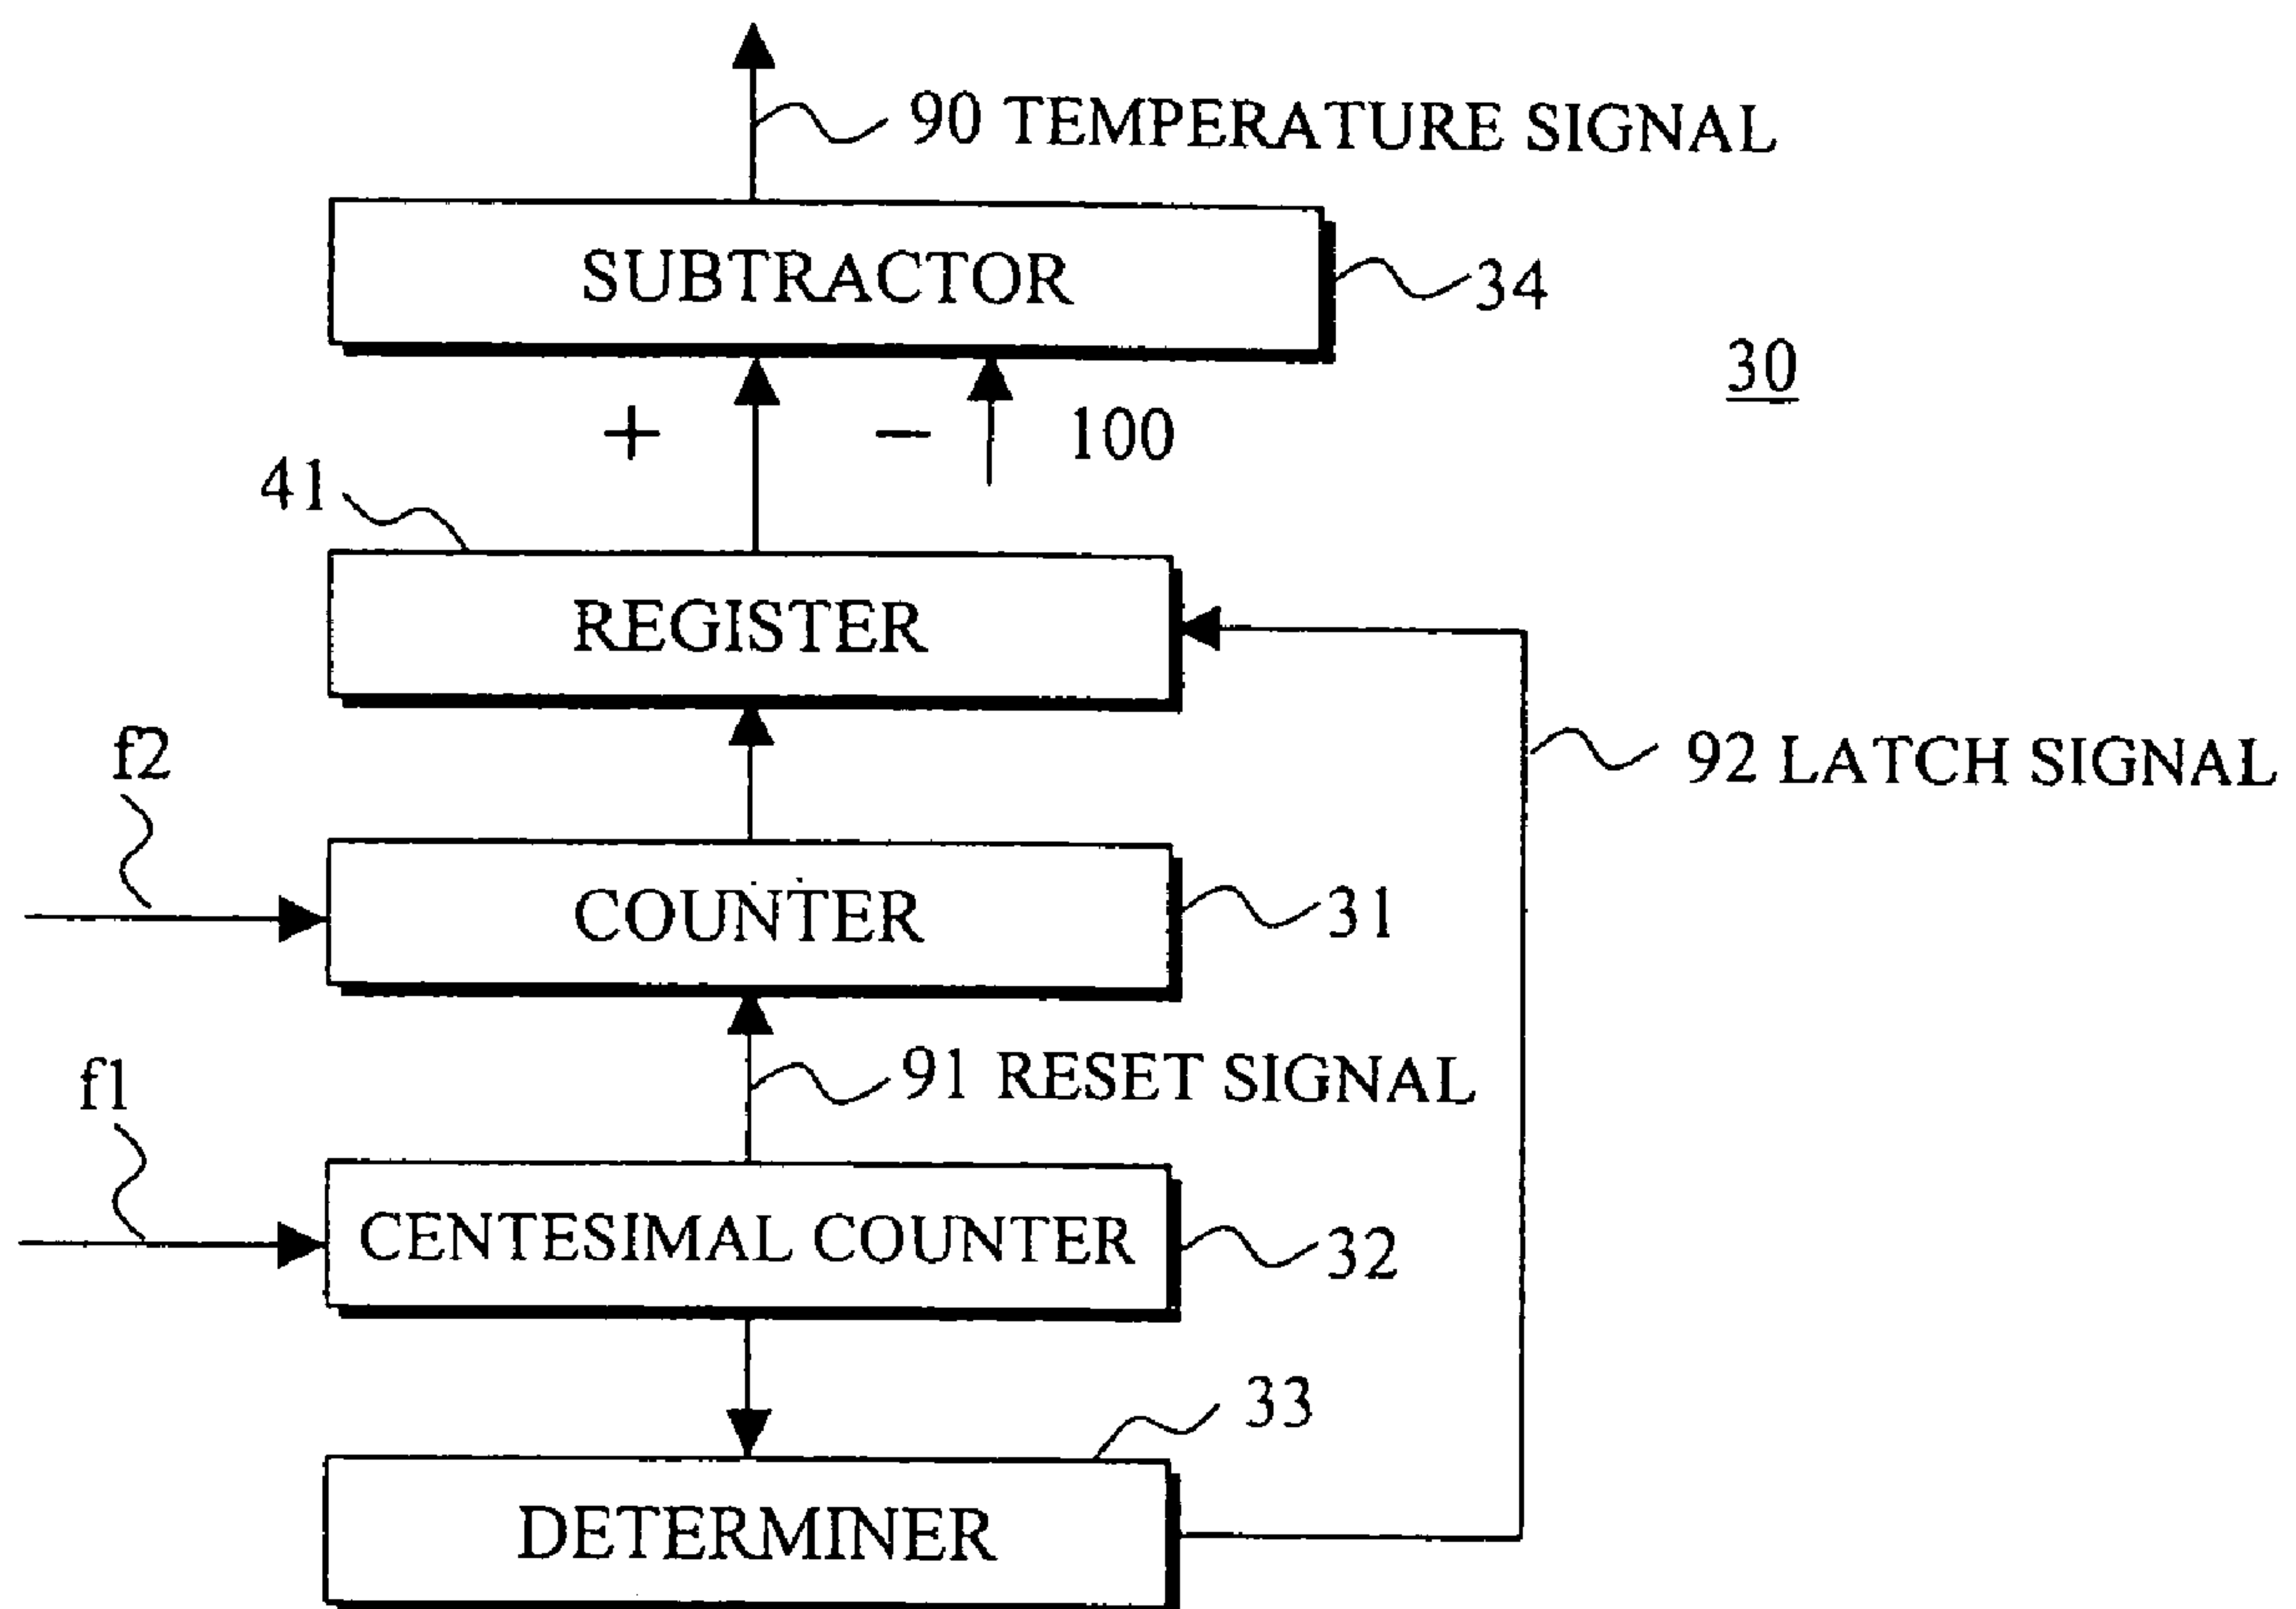 90 TEMPERATURE SIGNAL
SUBTRACTOR
34
30
+
−
100
41
REGISTER
f2
92 LATCH SIGNAL
COUNTER
31
91 RESET SIGNAL
f1
CENTESIMAL COUNTER
32
33
DETERMINER